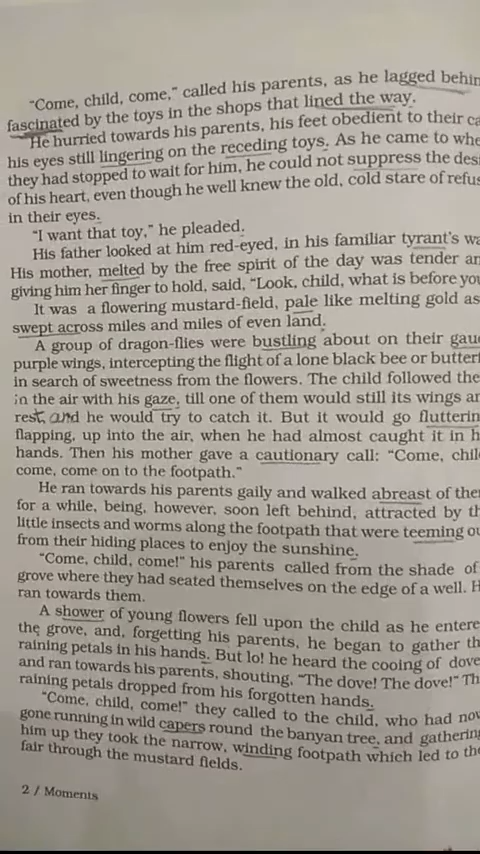 "Come, child, come," called his parents, as he lagged behin
fascinated by the toys in the shops that lined the way.
He hurried towards his parents, his feet obedient to their ca
his eyes still lingering on the receding toys. As he came to whe
they had stopped to wait for him, he could not suppress the desi
of his heart, even though he well knew the old, cold stare of refus
in their eyes.
"I want that toy," he pleaded.
His father looked at him red-eyed, in his familiar tyrant's wa
His mother, melted by the free spirit of the day was tender an
giving him her finger to hold, said, "Look, child, what is before you
It was a flowering mustard-field, pale like melting gold as
swept across miles and miles of even land.
A group of dragon-flies were bustling about on their gau
purple wings, intercepting the flight of a lone black bee or butterf
in search of sweetness from the flowers. The child followed the
in the air with his gaze, till one of them would still its wings an
rest, and he would try to catch it. But it would go flutterin
flapping, up into the air, when he had almost caught it in h
hands. Then his mother gave a cautionary call: "Come, chil
come, come on to the footpath."
He ran towards his parents gaily and walked abreast of the
for a while, being, however, soon left behind, attracted by th
little insects and worms along the footpath that were teeming ou
from their hiding places to enjoy the sunshine.
"Come, child, come!" his parents called from the shade of
grove where they had seated themselves on the edge of a well. H
ran towards them.
A shower of young flowers fell upon the child as he entere
the grove, and, forgetting his parents, he began to gather th
raining petals in his hands. But lo! he heard the cooing of dove
and ran towards his parents, shouting, "The dove! The dove!" Th
raining petals dropped from his forgotten hands.
"Come, child, come!" they called to the child, who had nov
gone running in wild capers round the banyan tree, and gathering
him up they took the narrow, winding footpath which led to the
fair through the mustard fields.
2 / Moments